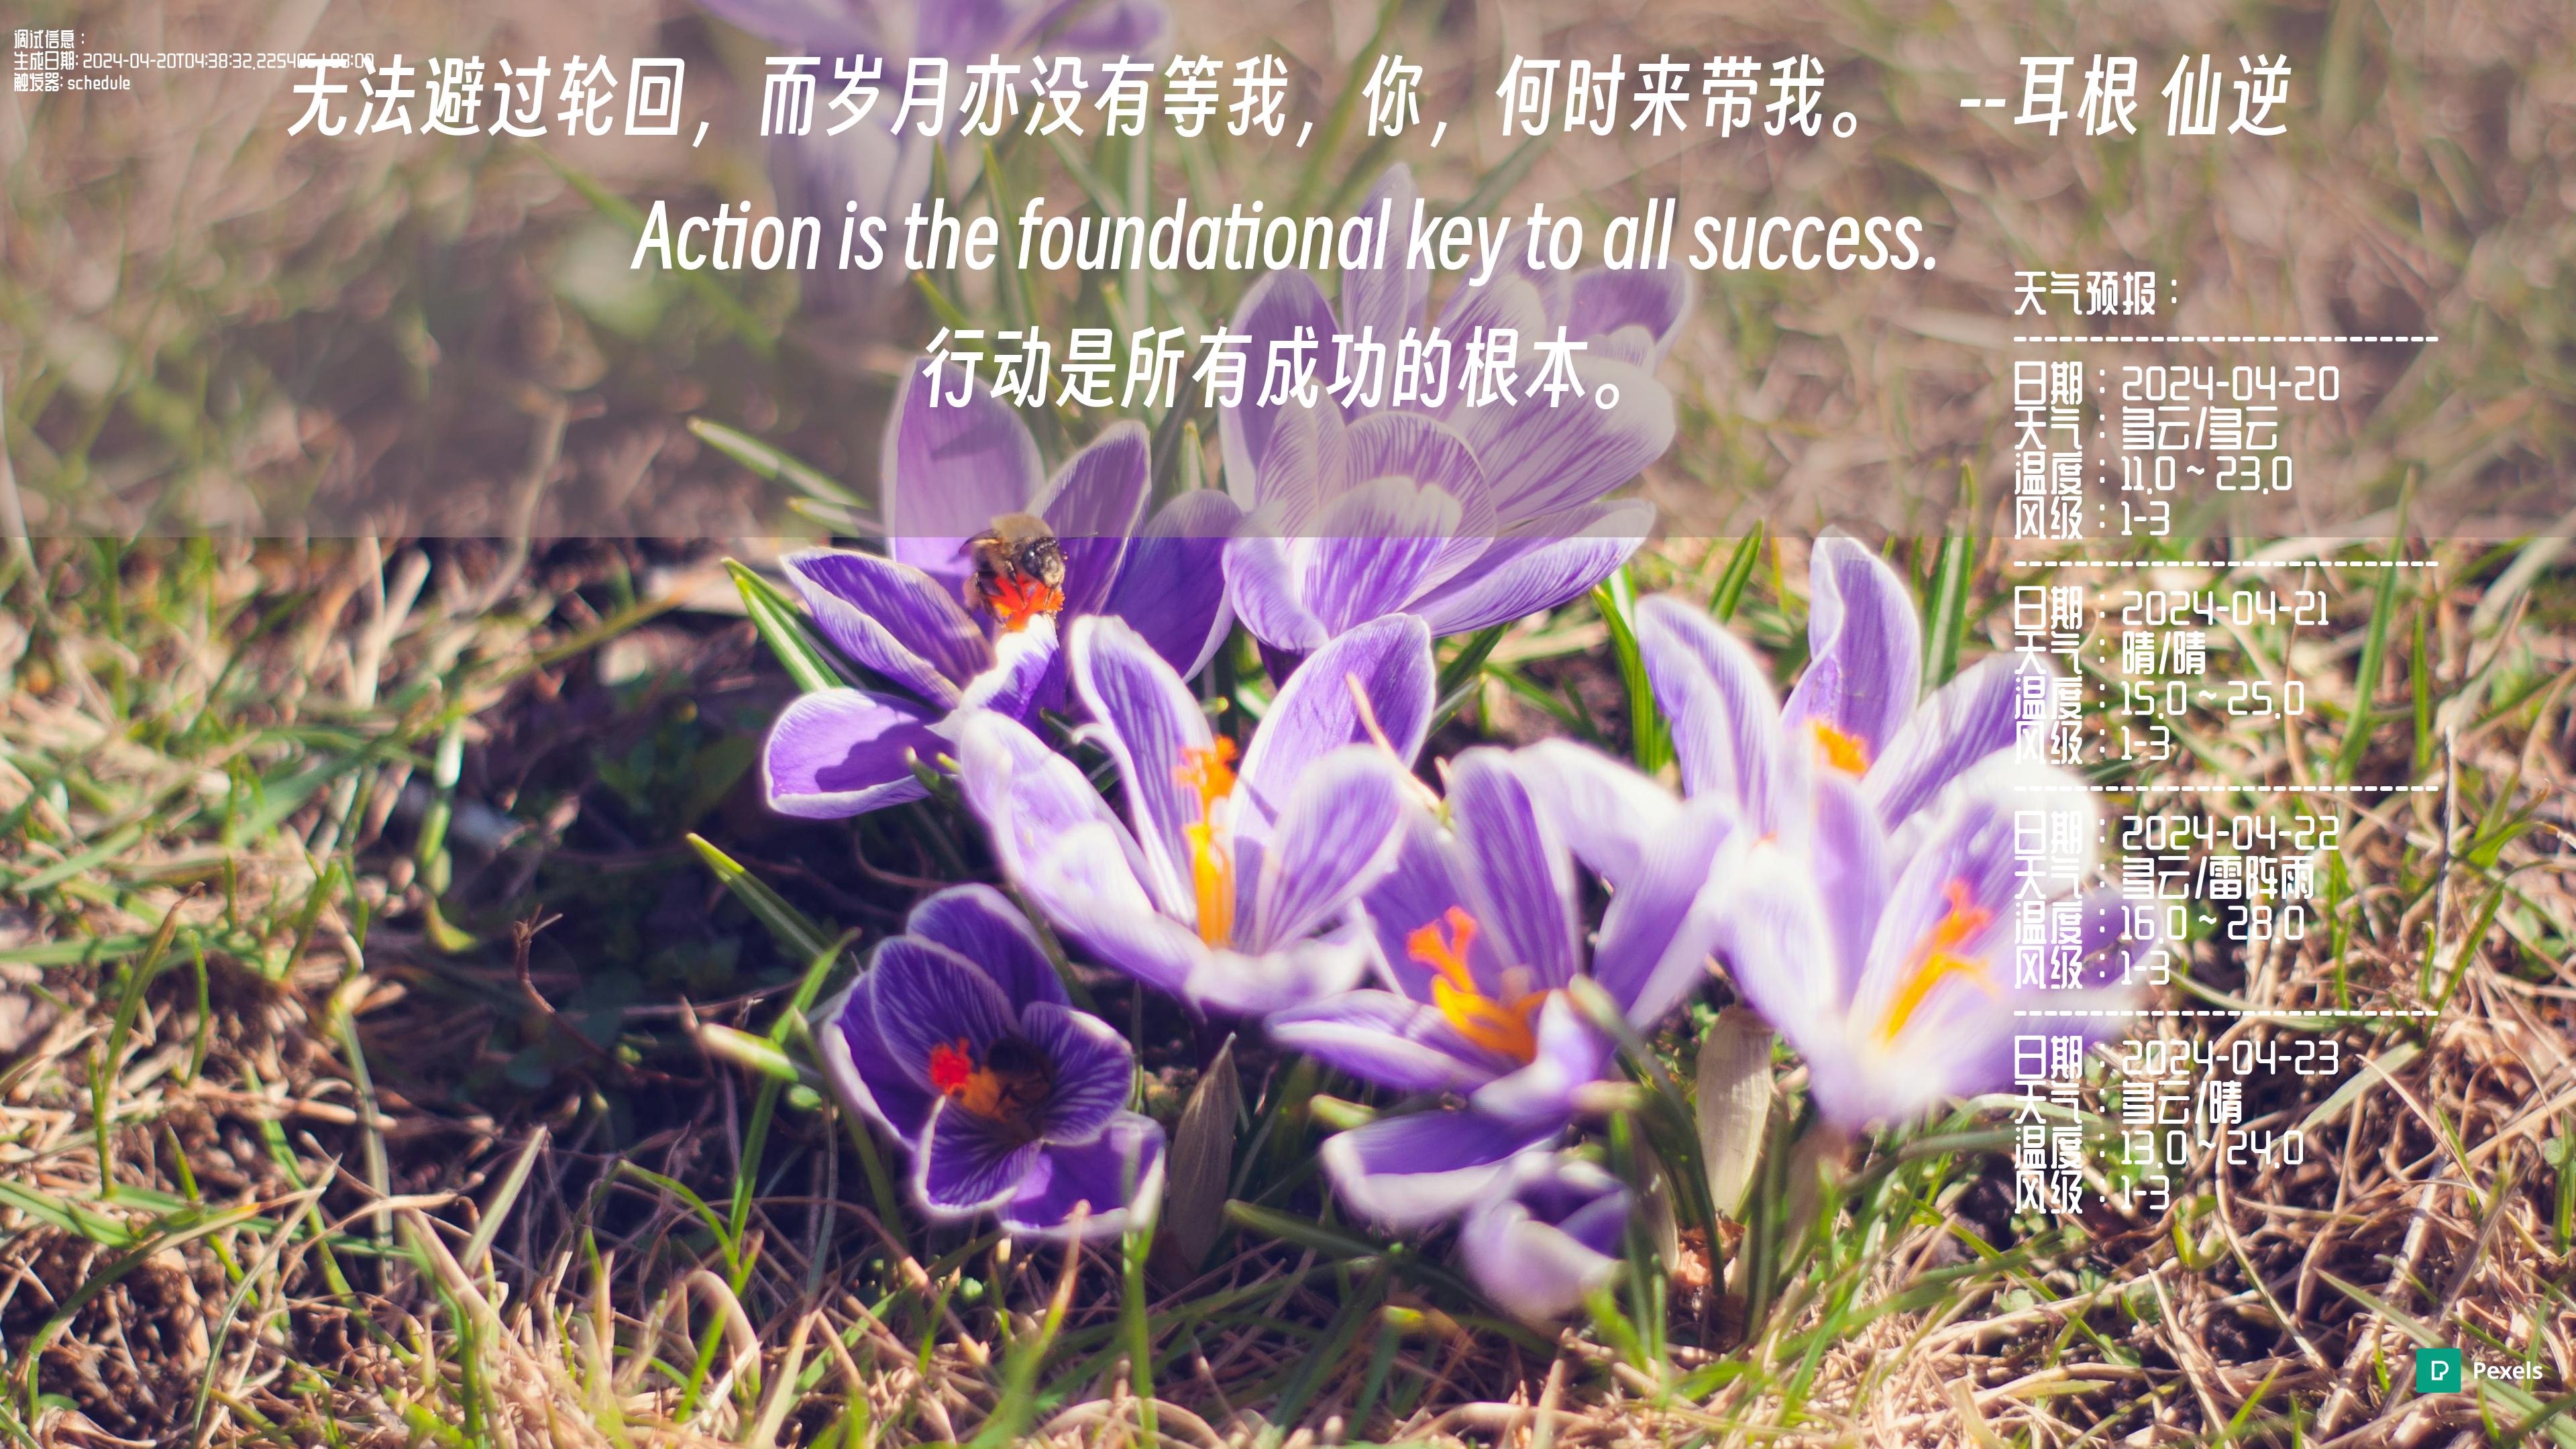 调试信息：
生成日期: 2024-04-20T04:38:32.225406+08:00
触发器: schedule
无法避过轮回，而岁月亦没有等我，你，何时来带我。 --耳根 仙逆
Action is the foundational key to all success.
行动是所有成功的根本。
天气预报：
------------------------------
日期：2024-04-20
天气：多云/多云
温度：11.0 ~ 23.0
风级：1-3
------------------------------
日期：2024-04-21
天气：晴/晴
温度：15.0 ~ 25.0
风级：1-3
------------------------------
日期：2024-04-22
天气：多云/雷阵雨
温度：16.0 ~ 28.0
风级：1-3
------------------------------
日期：2024-04-23
天气：多云/晴
温度：13.0 ~ 24.0
风级：1-3
Pexels